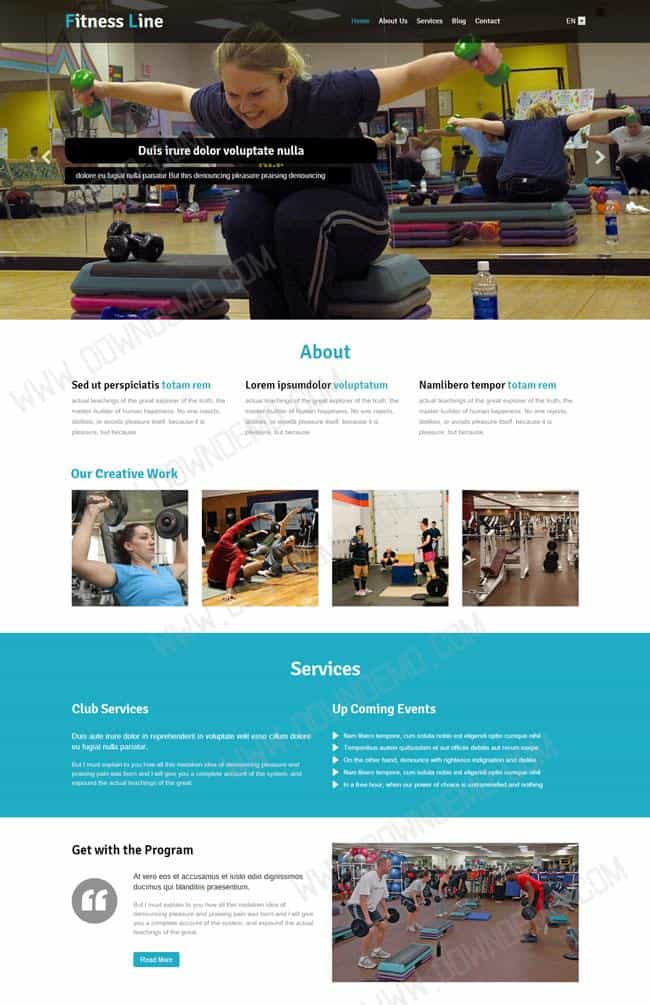 Fitness Line
Home About Us Services Blog Contact EN
Duis irure dolor voluptate nulla
dolore eu fugiat nulla pariatur But this denouncing pleasure praising denouncing
About
Sed ut perspiciatis totam rem
actual teachings of the great explorer of the truth, the
master-builder of human happiness. No one rejects,
dislikes, or avoids pleasure itself, because it is
pleasure, but because
Lorem ipsumdolor voluptatum
actual teachings of the great explorer of the truth, the
master-builder of human happiness. No one rejects,
dislikes, or avoids pleasure itself, because it is
pleasure, but because
Namlibero tempor totam rem
actual teachings of the great explorer of the truth, the
master-builder of human happiness. No one rejects,
dislikes, or avoids pleasure itself, because it is
pleasure, but because
Our Creative Work
Services
Club Services
Duis aute irure dolor in reprehenderit in voluptate velit esse cillum dolore
eu fugiat nulla pariatur.
But I must explain to you how all this mistaken idea of denouncing pleasure and
praising pain was born and I will give you a complete account of the system, and
expound the actual teachings of the great
Up Coming Events
Nam libero tempore, cum soluta nobis est eligendi optio cumque nihil
Temporibus autem quibusdam et aut officiis debitis aut rerum saepe
On the other hand, denounce with righteous indignation and dislike
Nam libero tempore, cum soluta nobis est eligendi optio cumque nihil
In a free hour, when our power of choice is untrammelled and nothing
Get with the Program
At vero eos et accusamus et iusto odio dignissimos
ducimus qui blanditiis praesentium.
But I must explain to you how all this mistaken idea of
denouncing pleasure and praising pain was born and I will give
you a complete account of the system, and expound the actual
teachings of the great
Read More
WWW.DOWNDEMO.COM
WWW.DOWNDEMO.COM
WWW.DOWNDEMO.COM
WWW.DOWNDEMO.COM
WWW.DOWNDEMO.COM